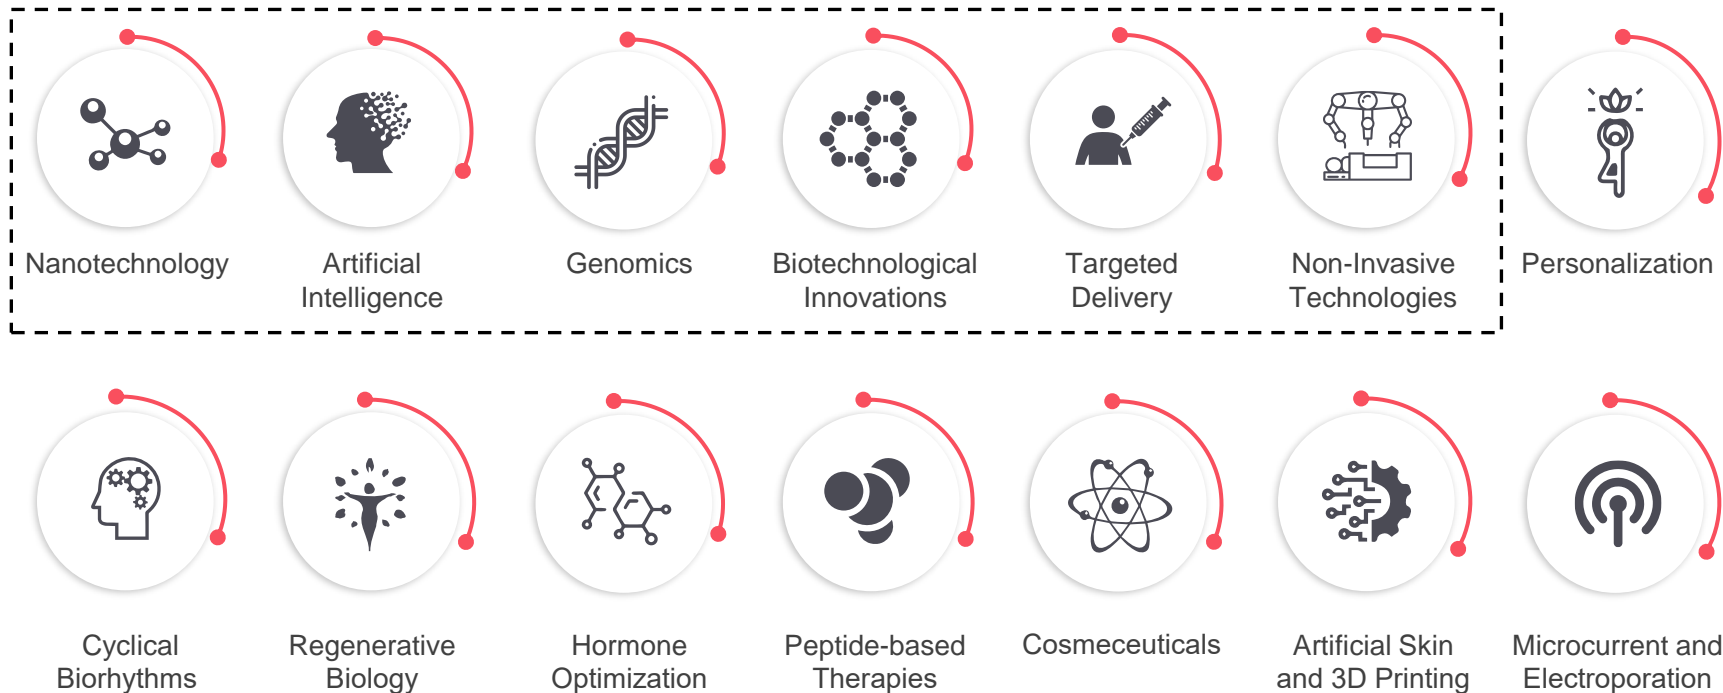 Nanotechnology
Artificial
Intelligence
Genomics
Biotechnological
Innovations
Targeted
Delivery
Non-Invasive
Technologies
Personalization
Cyclical
Biorhythms
Regenerative
Biology
Hormone
Optimization
Peptide-based
Therapies
Cosmeceuticals
Artificial Skin
and 3D Printing
Microcurrent and
Electroporation